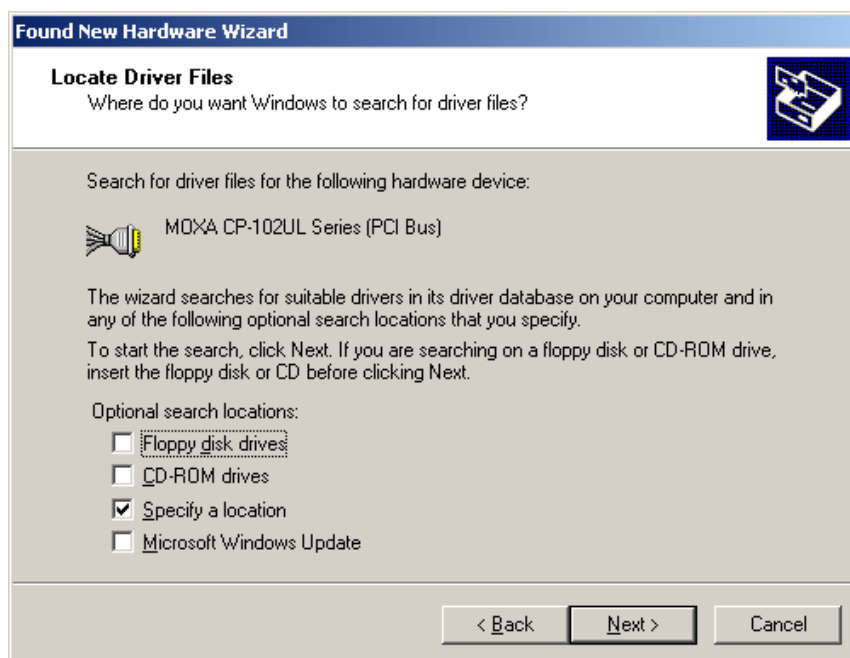 Found New Hardware Wizard
Locate Driver Files
Where do you want Windows to search for driver files?
Search for driver files for the following hardware device:
MOXA CP-102UL Series (PCI Bus)
The wizard searches for suitable drivers in its driver database on your computer and in
any of the following optional search locations that you specify.
To start the search, click Next. If you are searching on a floppy disk or CD-ROM drive,
insert the floppy disk or CD before clicking Next.
Optional search locations:
Floppy disk drives
CD-ROM drives
Specify a location
Microsoft Windows Update
< Back Next > Cancel